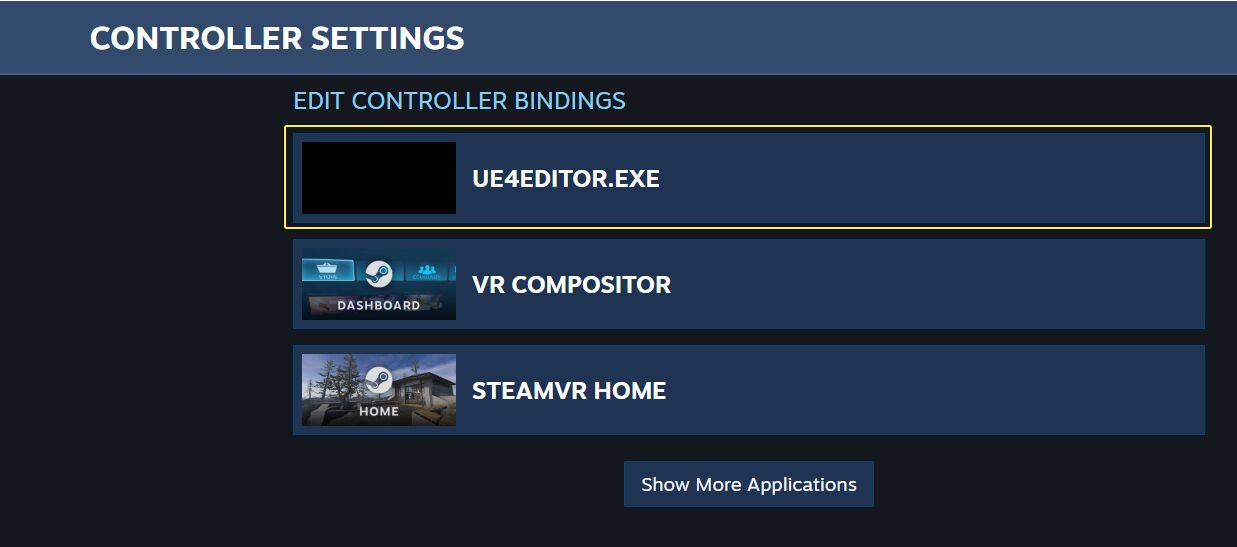 CONTROLLER SETTINGS
EDIT CONTROLLER BINDINGS
UE4EDITOR.EXE
STORE
COMMUNITY
DASHBOARD
VR COMPOSITOR
HOME
STEAMVR HOME
Show More Applications